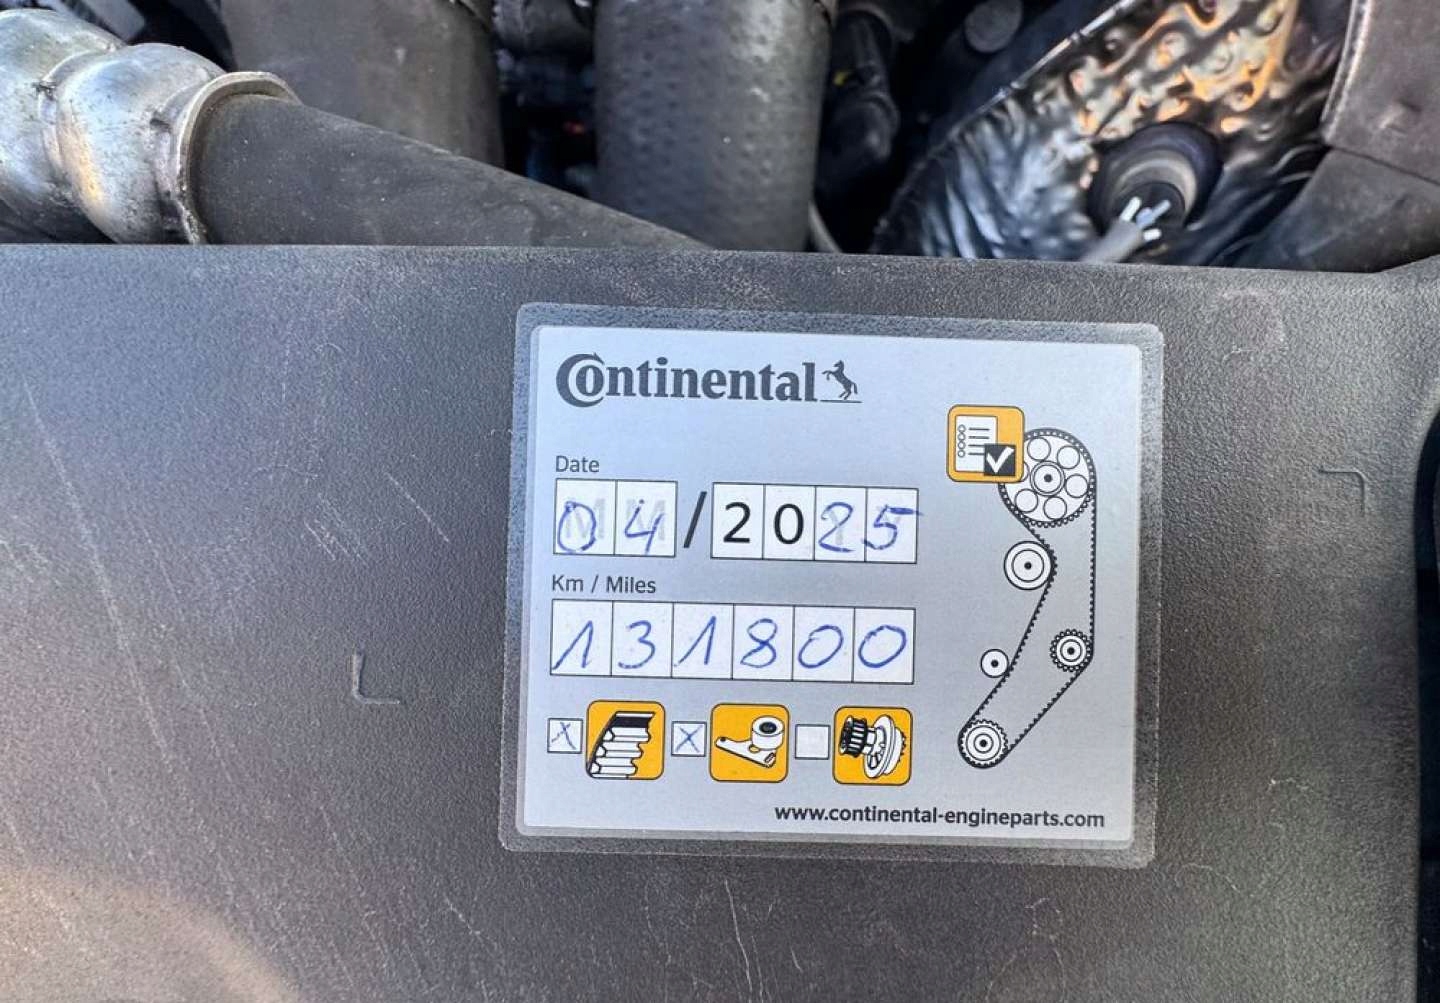 Continental
Date
04/2025
Km / Miles
131800
x x
www.continental-engineparts.com